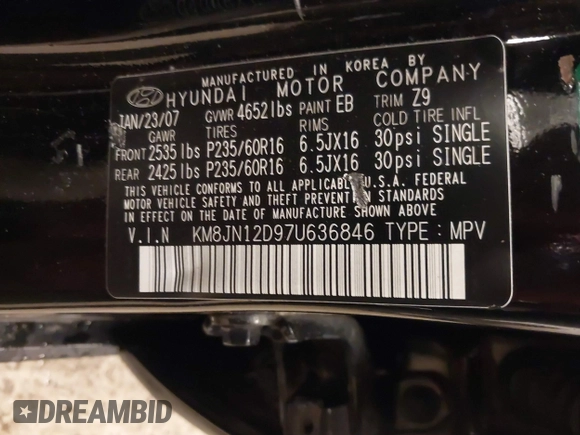 MANUFACTURED IN KOREA BY
HYUNDAI MOTOR COMPANY
JAN/23/07 GVWR 4652lbs PAINT EB TRIM Z9
GAWR TIRES RIMS COLD TIRE INFL
FRONT 2535lbs P235/60R16 6.5JX16 30psi SINGLE
REAR 2425lbs P235/60R16 6.5JX16 30psi SINGLE
THIS VEHICLE CONFORMS TO ALL APPLICABLE U.S.A. FEDERAL
MOTOR VEHICLE SAFETY AND THEFT PREVENTION STANDARDS
IN EFFECT ON THE DATE OF MANUFACTURE SHOWN ABOVE
V.I.N KM8JN12D97U636846 TYPE : MPV
DREAMBID